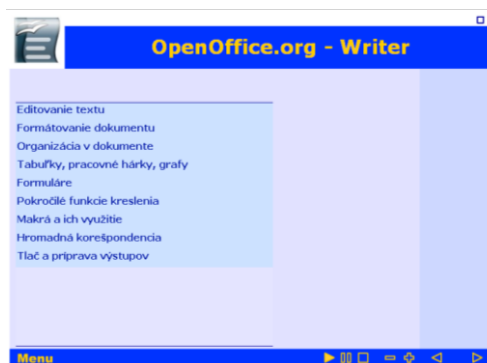 OpenOffice.org - Writer
Editovanie textu
Formátovanie dokumentu
Organizácia v dokumente
Tabuľky, pracovné hárky, grafy
Formuláre
Pokročilé funkcie kreslenia
Makrá a ich využitie
Hromadná korešpondencia
Tlač a príprava výstupov
Menu